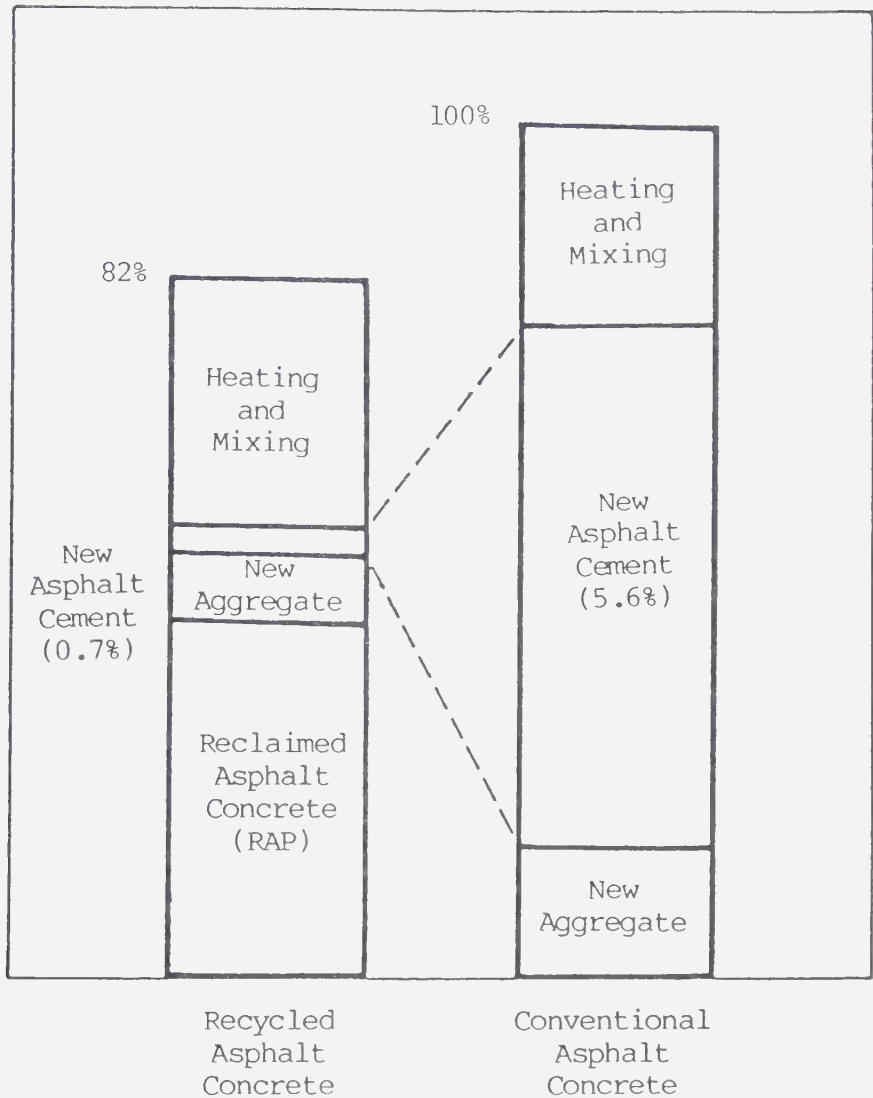 100%
Heating
and
Mixing
82%
Heating
and
Mixing
New
Asphalt
Cement
(5.6%)
New
Asphalt
Cement
(0.7%)
New
Aggregate
Reclaimed
Asphalt
Concrete
(RAP)
New
Aggregate
Recycled
Asphalt
Concrete
Conventional
Asphalt
Concrete